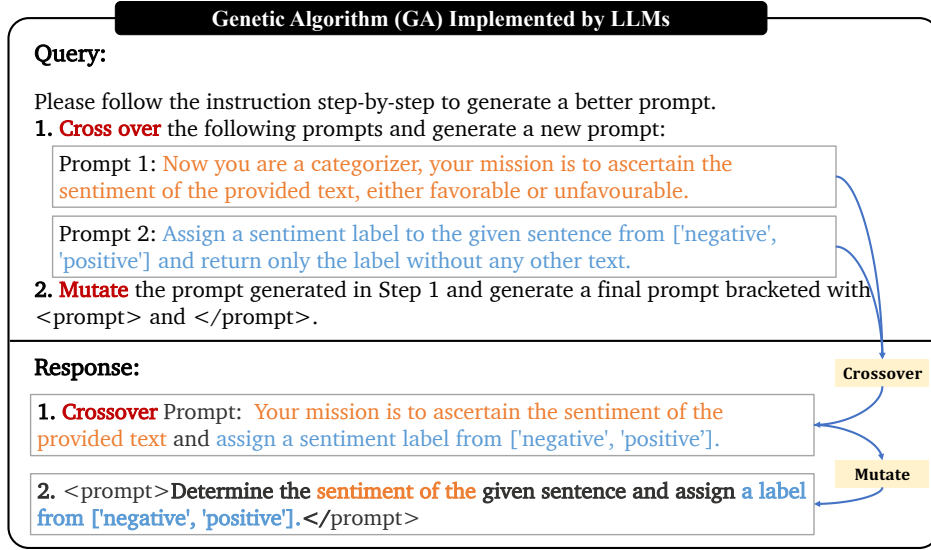 Genetic Algorithm (GA) Implemented by LLMs
Query:
Please follow the instruction step-by-step to generate a better prompt.
1. Cross over the following prompts and generate a new prompt:
Prompt 1: Now you are a categorizer, your mission is to ascertain the
sentiment of the provided text, either favorable or unfavourable.
Prompt 2: Assign a sentiment label to the given sentence from ['negative',
'positive'] and return only the label without any other text.
2. Mutate the prompt generated in Step 1 and generate a final prompt bracketed with
<prompt> and </prompt>.
Response:
Crossover
1. Crossover Prompt: Your mission is to ascertain the sentiment of the
provided text and assign a sentiment label from ['negative', 'positive’].
Mutate
2. <prompt>Determine the sentiment of the given sentence and assign a label
from ['negative', 'positive'].</prompt>